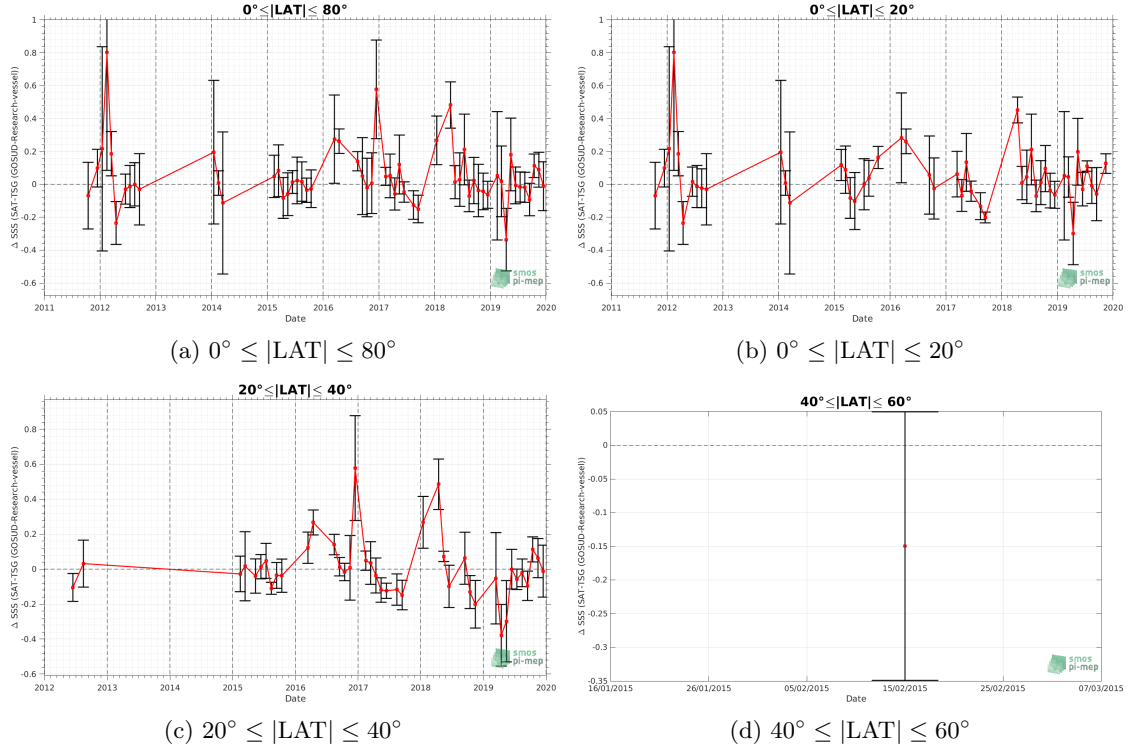 0°≤|LAT|≤ 80°
1
0.8
0.6
0.4
0.2
0
-0.2
-0.4
-0.6
Δ SSS (SAT-TSG (GOSUD-Research-vessel))
2011 2012 2013 2014 2015 2016 2017 2018 2019 2020
Date
smos
pi-mep
(a) 0° ≤ |LAT| ≤ 80°
0°≤|LAT|≤ 20°
1
0.8
0.6
0.4
0.2
0
-0.2
-0.4
-0.6
Δ SSS (SAT-TSG (GOSUD-Research-vessel))
2011 2012 2013 2014 2015 2016 2017 2018 2019 2020
Date
smos
pi-mep
(b) 0° ≤ |LAT| ≤ 20°
20°≤|LAT|≤ 40°
0.8
0.6
0.4
0.2
0
-0.2
-0.4
-0.6
Δ SSS (SAT-TSG (GOSUD-Research-vessel))
2012 2013 2014 2015 2016 2017 2018 2019 2020
Date
smos
pi-mep
(c) 20° ≤ |LAT| ≤ 40°
40°≤|LAT|≤ 60°
0.05
0
-0.05
-0.1
-0.15
-0.2
-0.25
-0.3
-0.35
Δ SSS (SAT-TSG (GOSUD-Research-vessel))
16/01/2015 26/01/2015 05/02/2015 15/02/2015 25/02/2015 07/03/2015
Date
smos
pi-mep
(d) 40° ≤ |LAT| ≤ 60°